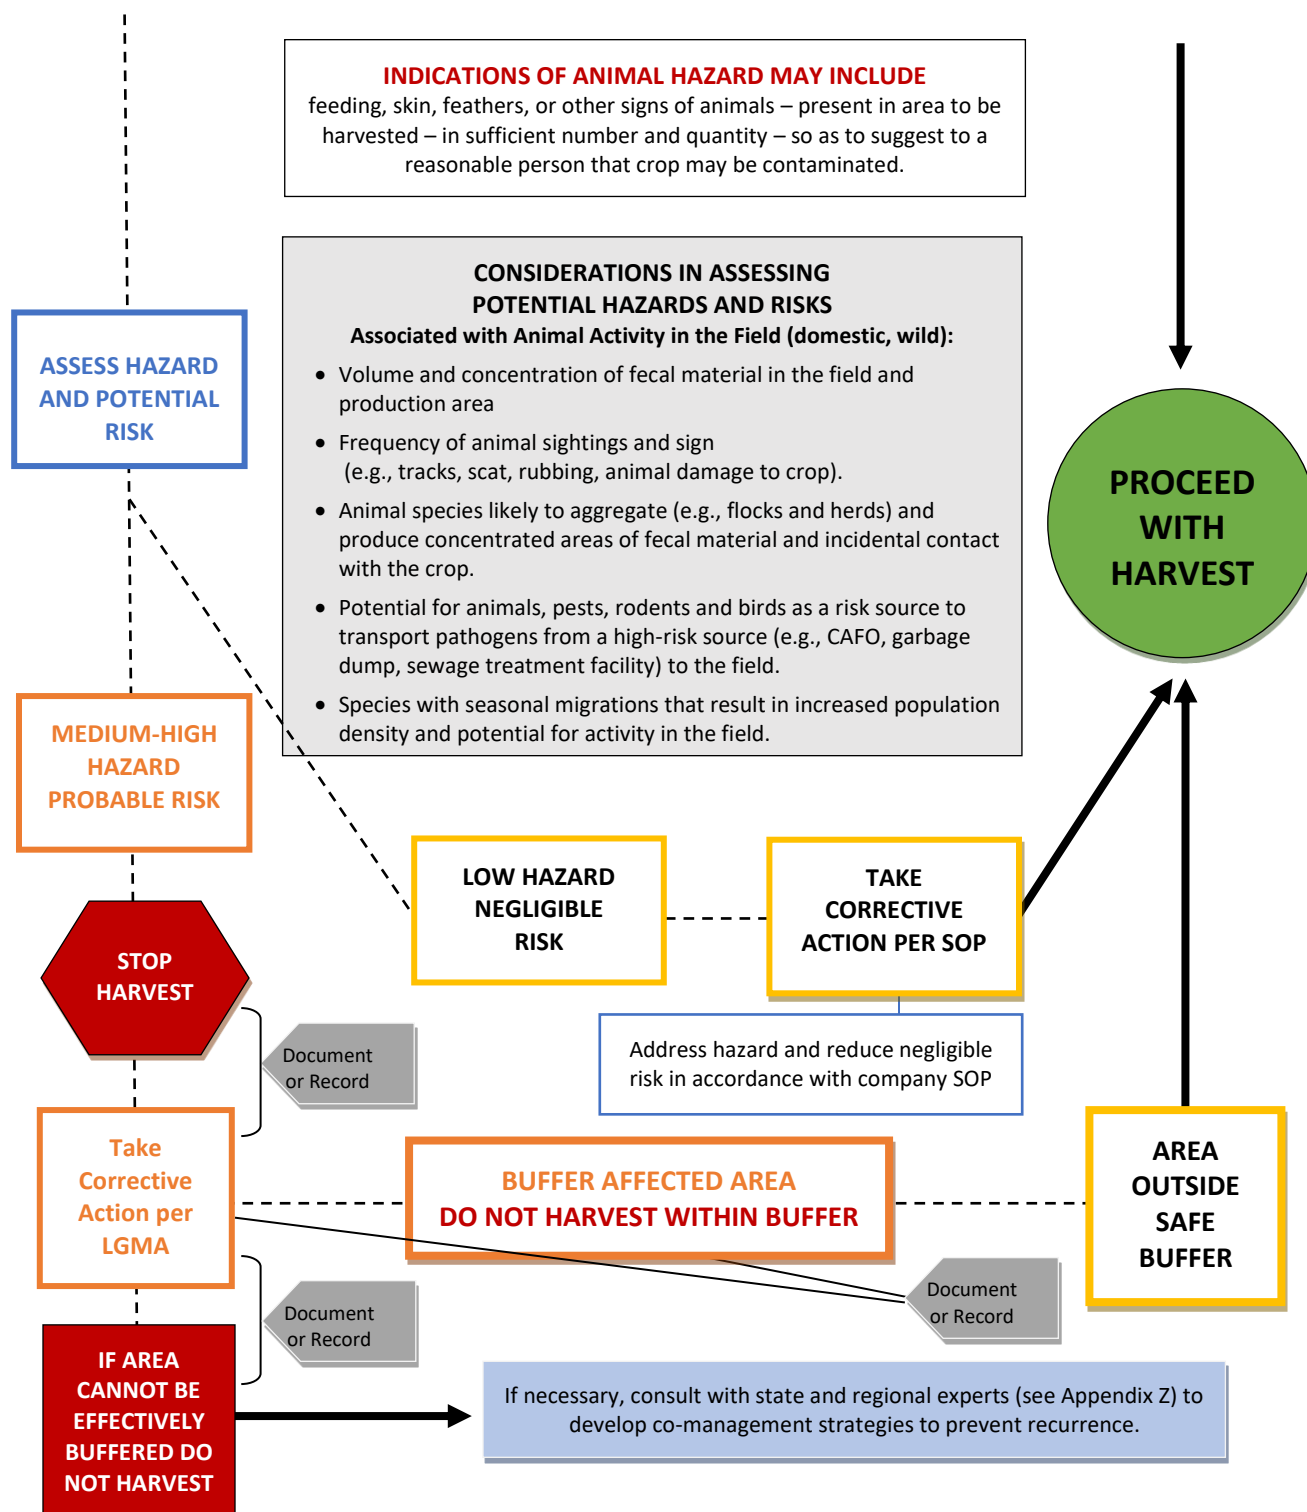 INDICATIONS OF ANIMAL HAZARD MAY INCLUDE
feeding, skin, feathers, or other signs of animals – present in area to be
harvested – in sufficient number and quantity – so as to suggest to a
reasonable person that crop may be contaminated.
CONSIDERATIONS IN ASSESSING
POTENTIAL HAZARDS AND RISKS
Associated with Animal Activity in the Field (domestic, wild):
• Volume and concentration of fecal material in the field and
production area
• Frequency of animal sightings and sign
(e.g., tracks, scat, rubbing, animal damage to crop).
• Animal species likely to aggregate (e.g., flocks and herds) and
produce concentrated areas of fecal material and incidental contact
with the crop.
• Potential for animals, pests, rodents and birds as a risk source to
transport pathogens from a high-risk source (e.g., CAFO, garbage
dump, sewage treatment facility) to the field.
• Species with seasonal migrations that result in increased population
density and potential for activity in the field.
ASSESS HAZARD
AND POTENTIAL
RISK
PROCEED
WITH
HARVEST
MEDIUM-HIGH
HAZARD
PROBABLE RISK
LOW HAZARD
NEGLIGIBLE
RISK
TAKE
CORRECTIVE
ACTION PER SOP
STOP
HARVEST
Document
or Record
Address hazard and reduce negligible
risk in accordance with company SOP
Take
Corrective
Action per
LGMA
BUFFER AFFECTED AREA
DO NOT HARVEST WITHIN BUFFER
AREA
OUTSIDE
SAFE
BUFFER
Document
or Record
Document
or Record
IF AREA
CANNOT BE
EFFECTIVELY
BUFFERED DO
NOT HARVEST
If necessary, consult with state and regional experts (see Appendix Z) to
develop co-management strategies to prevent recurrence.